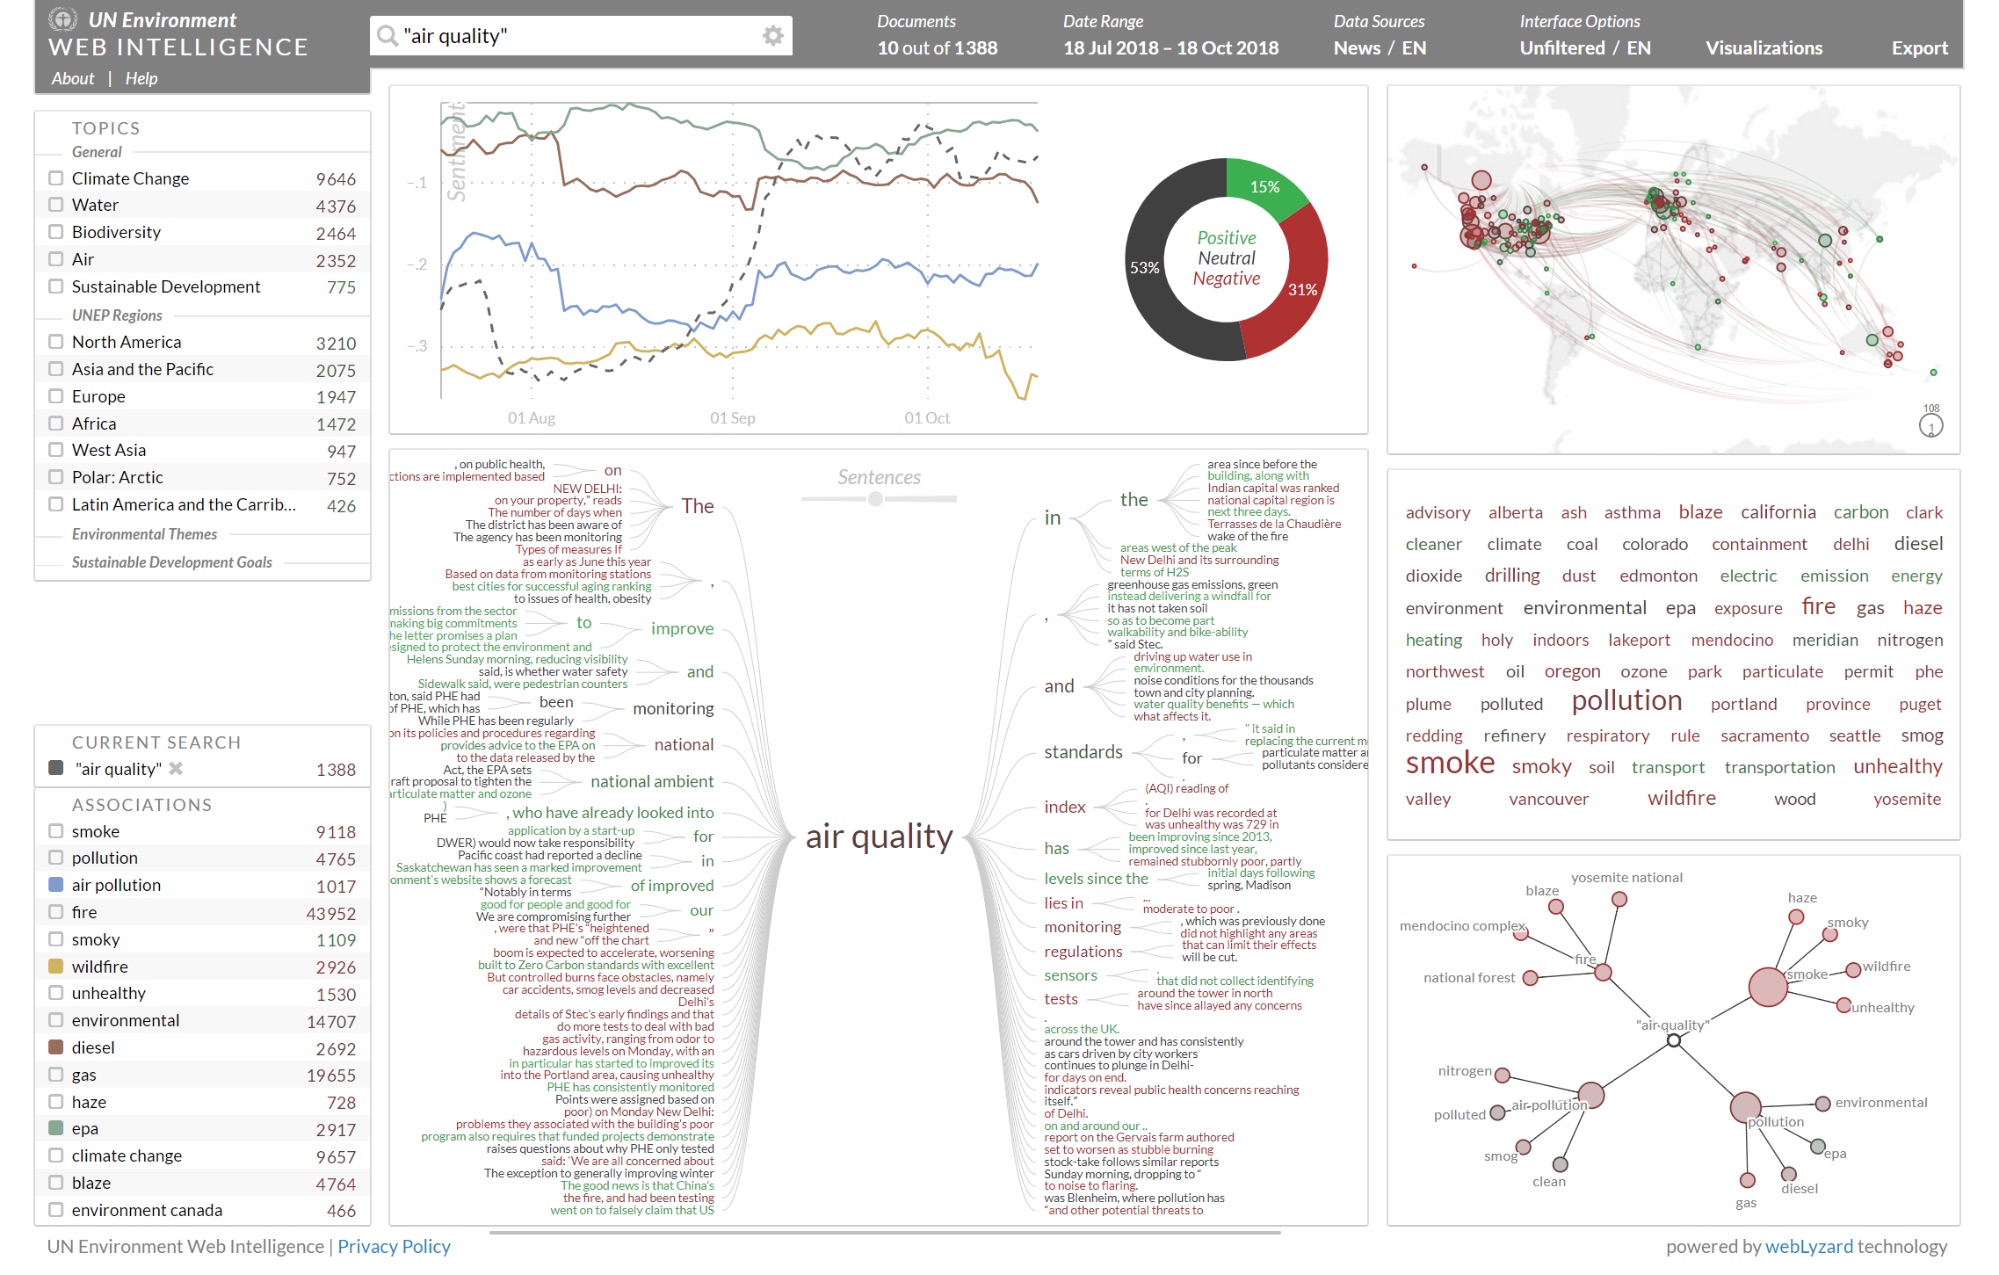 UN Environment
WEB INTELLIGENCE
About | Help
"air quality"
Documents
10 out of 1388
Date Range
18 Jul 2018 – 18 Oct 2018
Data Sources
News / EN
Interface Options
Unfiltered / EN
Visualizations
Export
TOPICS
General
Climate Change 9646
Water 4376
Biodiversity 2464
Air 2352
Sustainable Development 775
UNEP Regions
North America 3210
Asia and the Pacific 2075
Europe 1947
Africa 1472
West Asia 947
Polar: Arctic 752
Latin America and the Carrib... 426
Environmental Themes
Sustainable Development Goals
CURRENT SEARCH
"air quality" 1388
ASSOCIATIONS
smoke 9118
pollution 4765
air pollution 1017
fire 43952
smoky 1109
wildfire 2926
unhealthy 1530
environmental 14707
diesel 2692
gas 19655
haze 728
epa 2917
climate change 9657
blaze 4764
environment canada 466
Sentiment
–.1
–.2
–.3
01 Aug
01 Sep
01 Oct
15%
53%
31%
Positive
Neutral
Negative
108
1
Sentences
, on public health,
ctions are implemented based
on
NEW DELHI:
on your property," reads
The number of days when
The district has been aware of
The agency has been monitoring
Types of measures If
The
as early as June this year
Based on data from monitoring stations
best cities for successful aging ranking
to issues of health, obesity
,
missions from the sector
making big commitments
he letter promises a plan
signed to protect the environment and
to
improve
Helens Sunday morning, reducing visibility
said, is whether water safety
Sidewalk said, were pedestrian counters
and
ton, said PHE had
of PHE, which has
been
While PHE has been regularly
monitoring
on its policies and procedures regarding
provides advice to the EPA on
to the data released by the
national
Act, the EPA sets
raft proposal to tighten the
articulate matter and ozone
national ambient
)
PHE
, who have already looked into
application by a start-up
DWER) would now take responsibility
for
Pacific coast had reported a decline
Saskatchewan has seen a marked improvement
in
onment's website shows a forecast
"Notably in terms
of improved
good for people and good for
We are compromising further
our
, were that PHE's "heightened
and new "off the chart
"
boom is expected to accelerate, worsening
built to Zero Carbon standards with excellent
But controlled burns face obstacles, namely
car accidents, smog levels and decreased
Delhi's
details of Stec's early findings and that
do more tests to deal with bad
gas activity, ranging from odor to
hazardous levels on Monday, with an
in particular has started to improved its
into the Portland area, causing unhealthy
PHE has consistently monitored
Points were assigned based on
poor) on Monday New Delhi:
problems they associated with the building's poor
program also requires that funded projects demonstrate
raises questions about why PHE only tested
said: 'We are all concerned about
The exception to generally improving winter
The good news is that China's
the fire, and had been testing
went on to falsely claim that US
air quality
in
the
area since before the
building, along with
Indian capital was ranked
national capital region is
next three days.
Terrasses de la Chaudière
wake of the fire
areas west of the peak
New Delhi and its surrounding
terms of H2S
,
greenhouse gas emissions, green
instead delivering a windfall for
it has not taken soil
so as to become part
walkability and bike-ability
" said Stec.
and
driving up water use in
environment.
noise conditions for the thousands
town and city planning.
water quality benefits — which
what affects it.
standards
,
" it said in
replacing the current m
for
particulate matter a
pollutants considere
.
index
(AQI) reading of
.
for Delhi was recorded at
was unhealthy was 729 in
has
been improving since 2013,
improved since last year,
remained stubbornly poor, partly
levels since the
initial days following
spring, Madison
lies in
...
moderate to poor .
monitoring
, which was previously done
did not highlight any areas
regulations
that can limit their effects
will be cut.
sensors
.
that did not collect identifying
tests
around the tower in north
have since allayed any concerns
.
across the UK.
around the tower and has consistently
as cars driven by city workers
continues to plunge in Delhi-
for days on end.
indicators reveal public health concerns reaching
itself."
of Delhi.
on and around our ..
report on the Gervais farm authored
set to worsen as stubble burning
stock-take follows similar reports
Sunday morning, dropping to "
to noise to flaring.
was Blenheim, where pollution has
"and other potential threats to
advisory alberta ash asthma blaze california carbon clark
cleaner climate coal colorado containment delhi diesel
dioxide drilling dust edmonton electric emission energy
environment environmental epa exposure fire gas haze
heating holy indoors lakeport mendocino meridian nitrogen
northwest oil oregon ozone park particulate permit phe
plume polluted pollution portland province puget
redding refinery respiratory rule sacramento seattle smog
smoke smoky soil transport transportation unhealthy
valley vancouver wildfire wood yosemite
yosemite national
blaze
mendocino complex
fire
national forest
haze
smoky
smoke
wildfire
unhealthy
"air quality"
nitrogen
polluted
air pollution
smog
clean
environmental
pollution
epa
diesel
gas
UN Environment Web Intelligence | Privacy Policy
powered by webLyzard technology